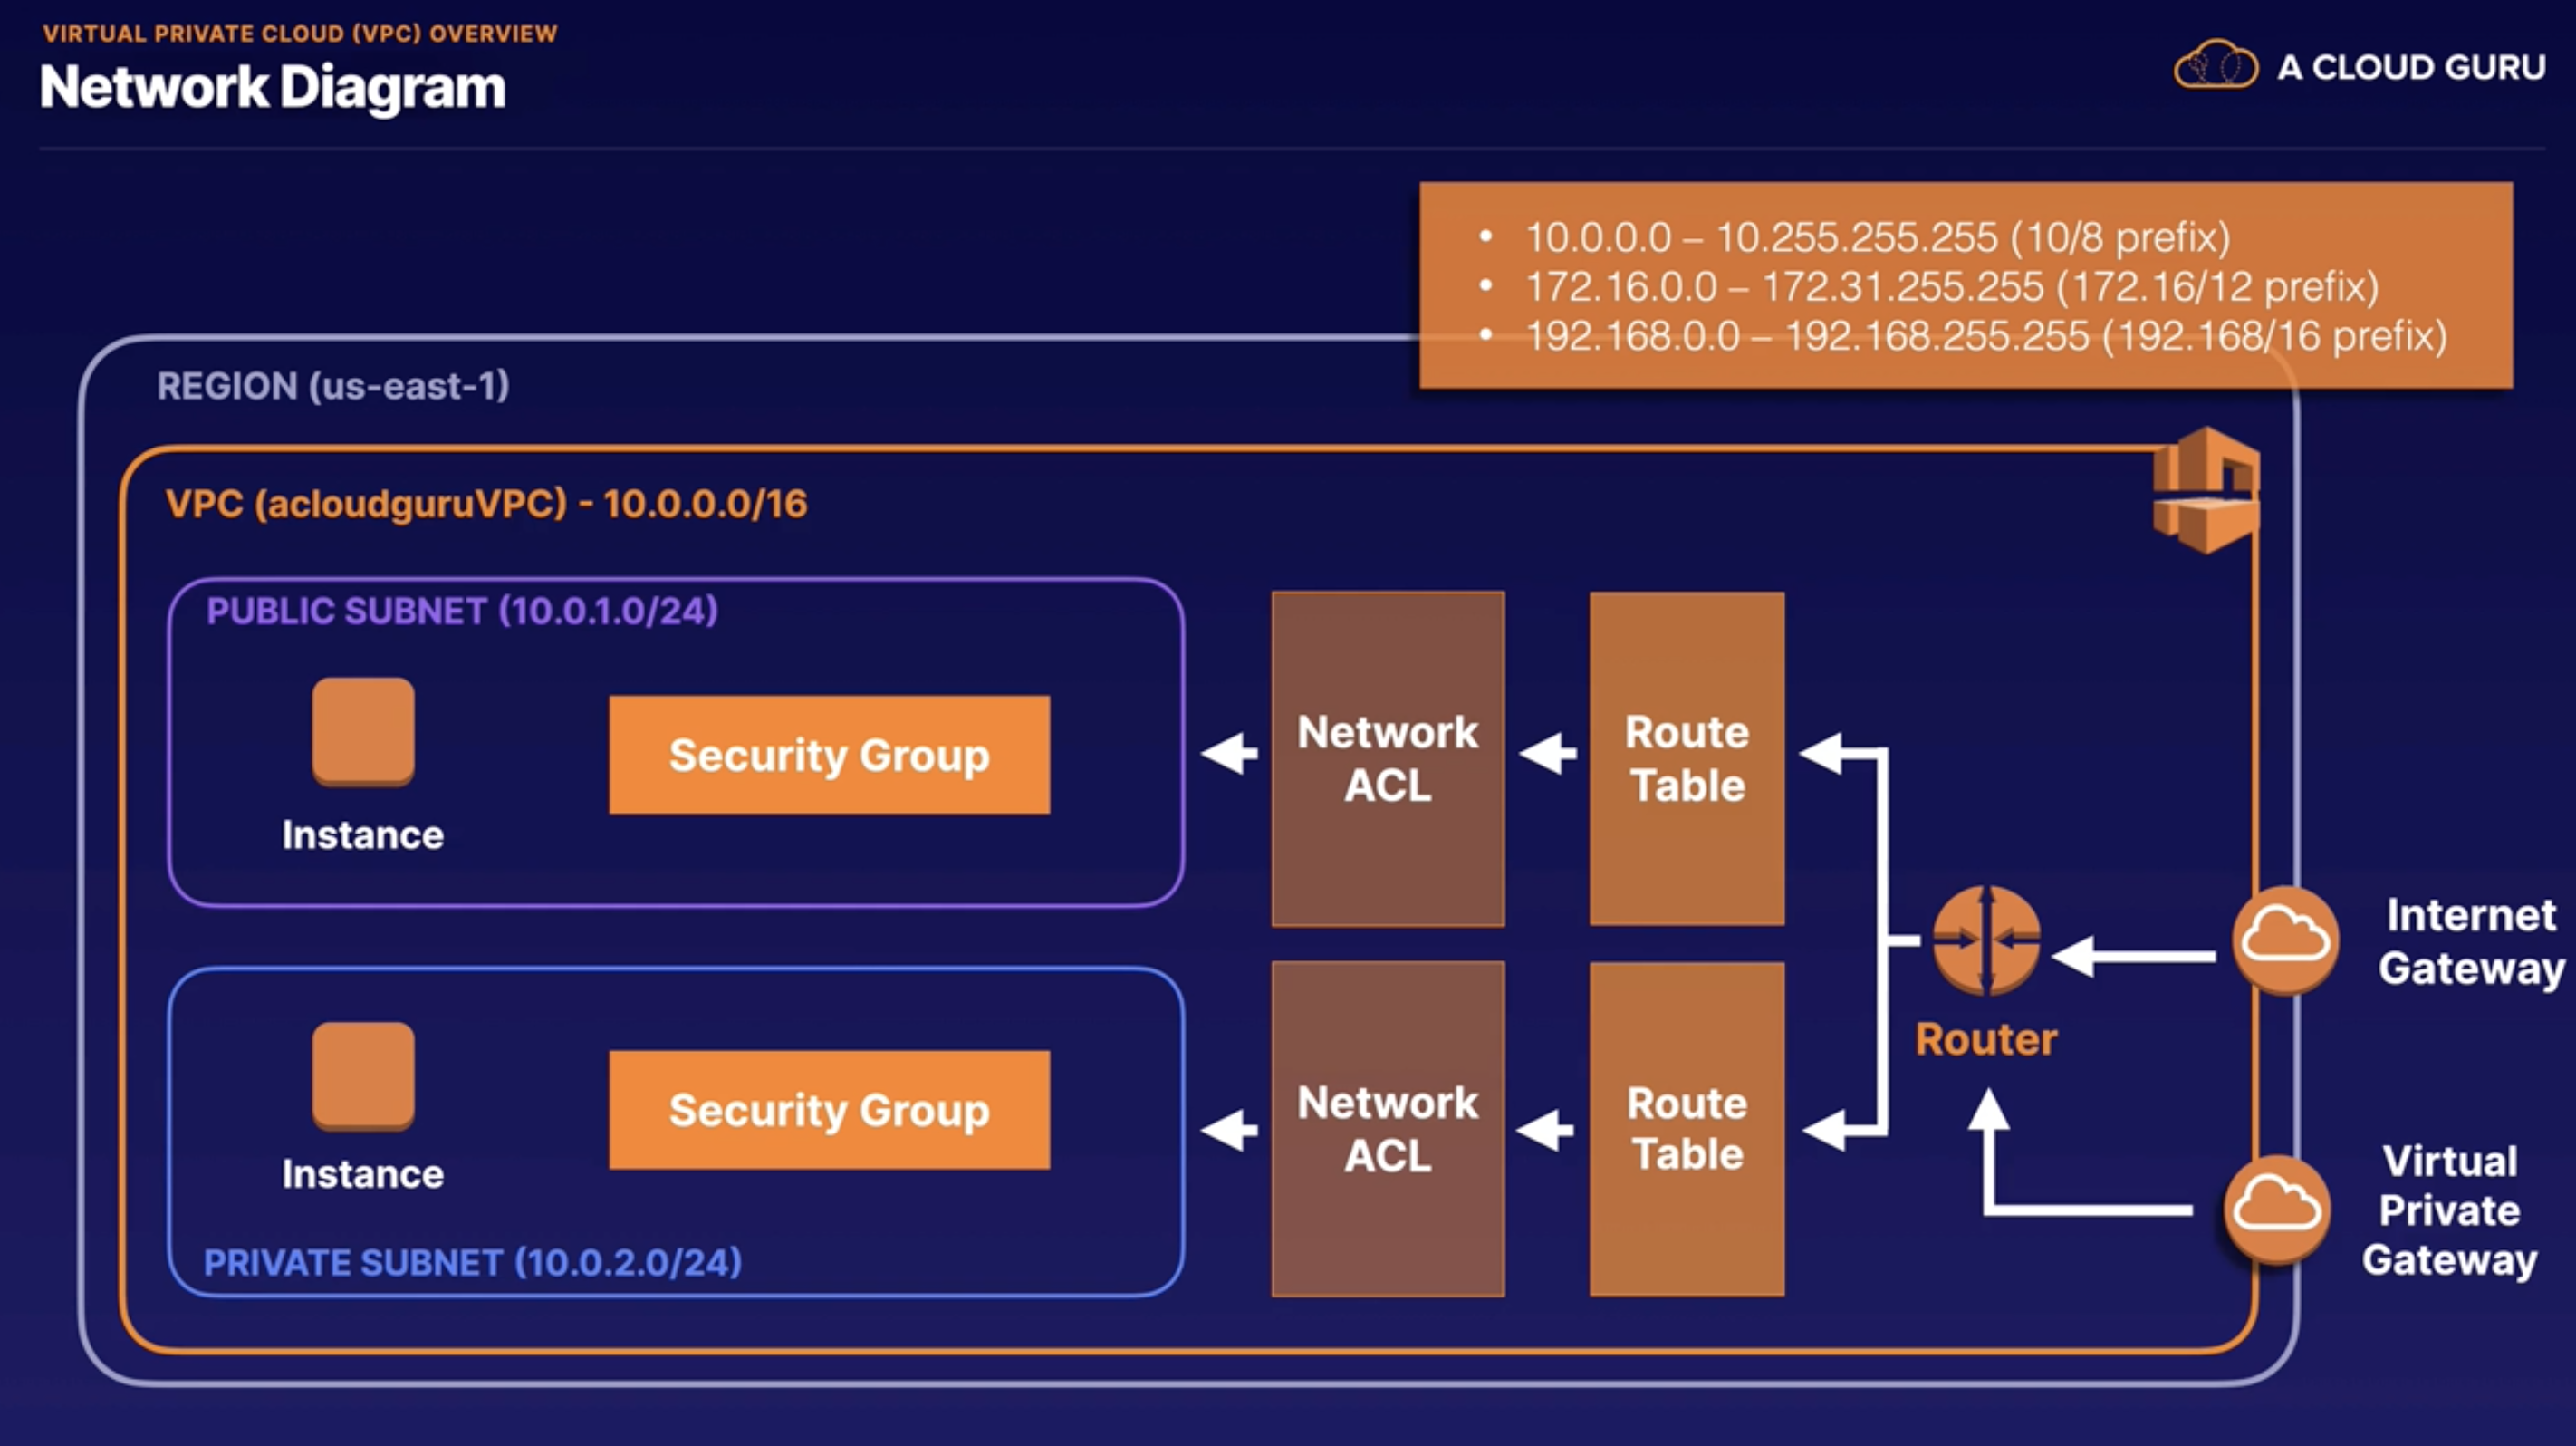 VIRTUAL PRIVATE CLOUD (VPC) OVERVIEW
Network Diagram
A CLOUD GURU
• 10.0.0.0 – 10.255.255.255 (10/8 prefix)
• 172.16.0.0 – 172.31.255.255 (172.16/12 prefix)
• 192.168.0.0 – 192.168.255.255 (192.168/16 prefix)
REGION (us-east-1)
VPC (acloudguruVPC) - 10.0.0.0/16
PUBLIC SUBNET (10.0.1.0/24)
Instance
Security Group
Network
ACL
Route
Table
Instance
Security Group
PRIVATE SUBNET (10.0.2.0/24)
Network
ACL
Route
Table
Router
Internet
Gateway
Virtual
Private
Gateway